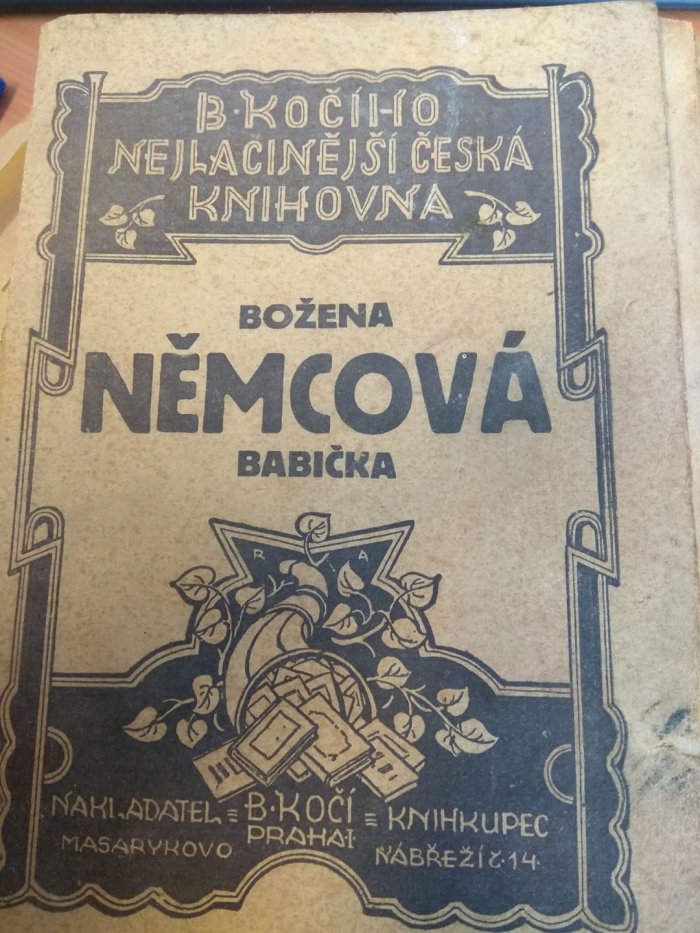 B. KOČÍHO
NEJLACINĚJŠÍ ČESKÁ
KNIHOVNA
BOŽENA
NĚMCOVÁ
BABIČKA
R A
NAKLADATEL = B. KOČÍ = KNIHKUPEC
MASARYKOVO PRAHA-I NÁBŘEŽÍ č. 14.